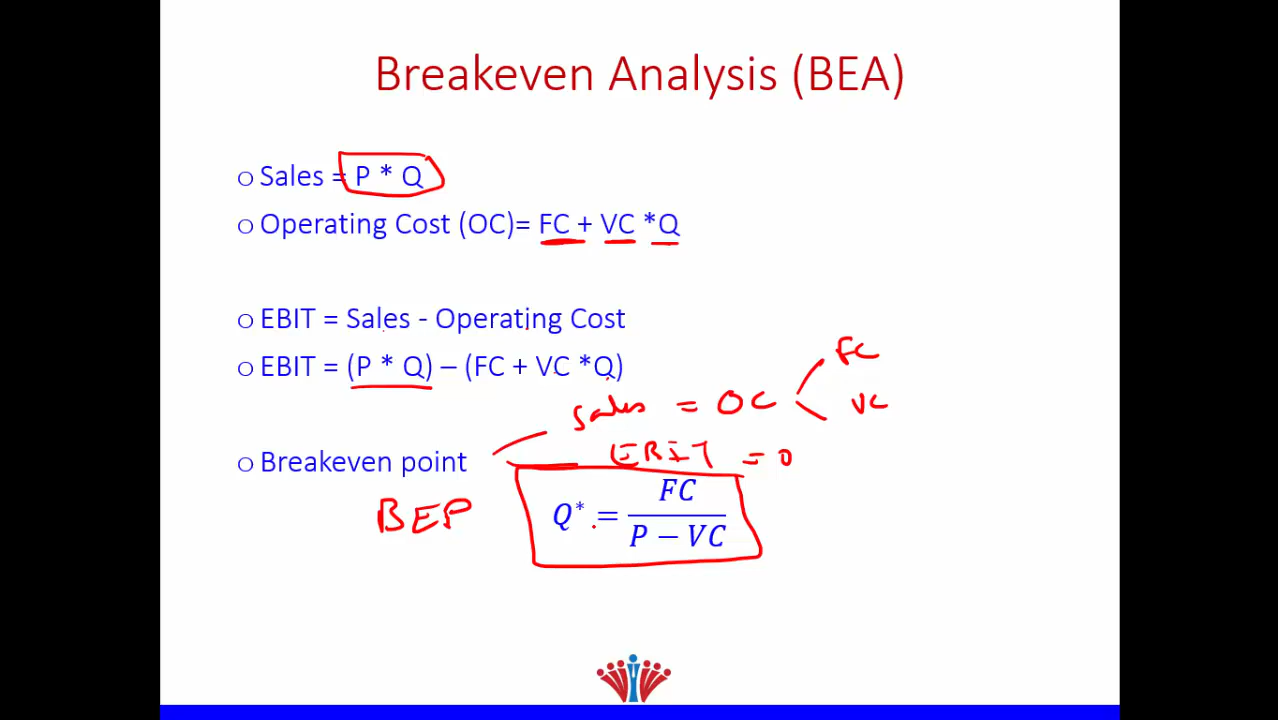 Breakeven Analysis (BEA)
o Sales = P * Q
o Operating Cost (OC)= FC + VC *Q
o EBIT = Sales - Operating Cost
o EBIT = (P * Q) – (FC + VC *Q)
FC
Sales = OC
VC
EBIT = 0
o Breakeven point
BEP
Q* = FC / P − VC